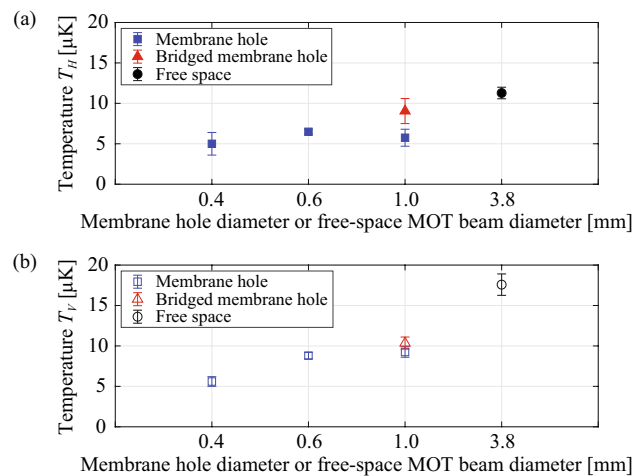 (a)
20
15
10
5
0
Temperature T_H [μK]
Membrane hole
Bridged membrane hole
Free space
0.4 0.6 1.0 3.8
Membrane hole diameter or free-space MOT beam diameter [mm]
(b)
20
15
10
5
0
Temperature T_V [μK]
Membrane hole
Bridged membrane hole
Free space
0.4 0.6 1.0 3.8
Membrane hole diameter or free-space MOT beam diameter [mm]